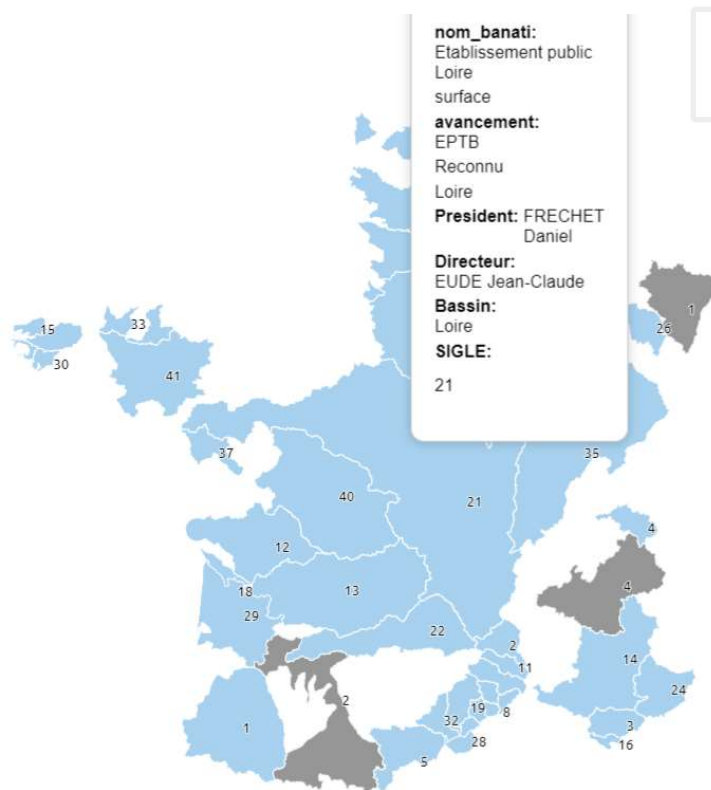 nom_banati:
Etablissement public
Loire
surface
avancement:
EPTB
Reconnu
Loire
President: FRECHET
Daniel
Directeur:
EUDE Jean-Claude
Bassin:
Loire
SIGLE:
21
1
26
15
33
30
41
37
35
40
21
4
12
4
18
13
29
22
2
14
11
2
24
19
8
32
3
1
28
16
5